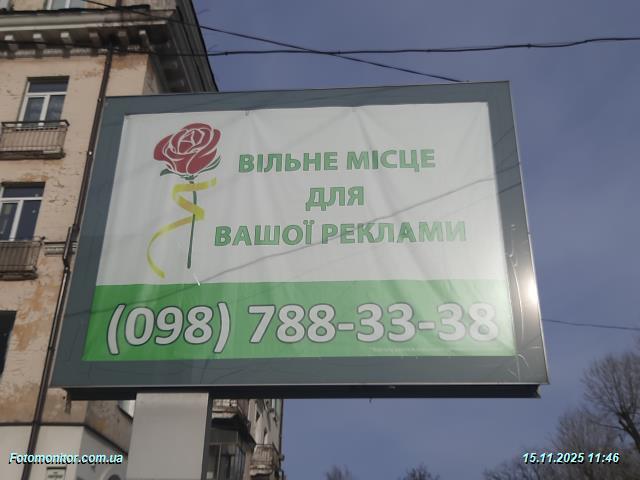 ВІЛЬНЕ МІСЦЕ
ДЛЯ
ВАШОЇ РЕКЛАМИ
(098) 788-33-38
Fotomonitor.com.ua
15.11.2025 11:46